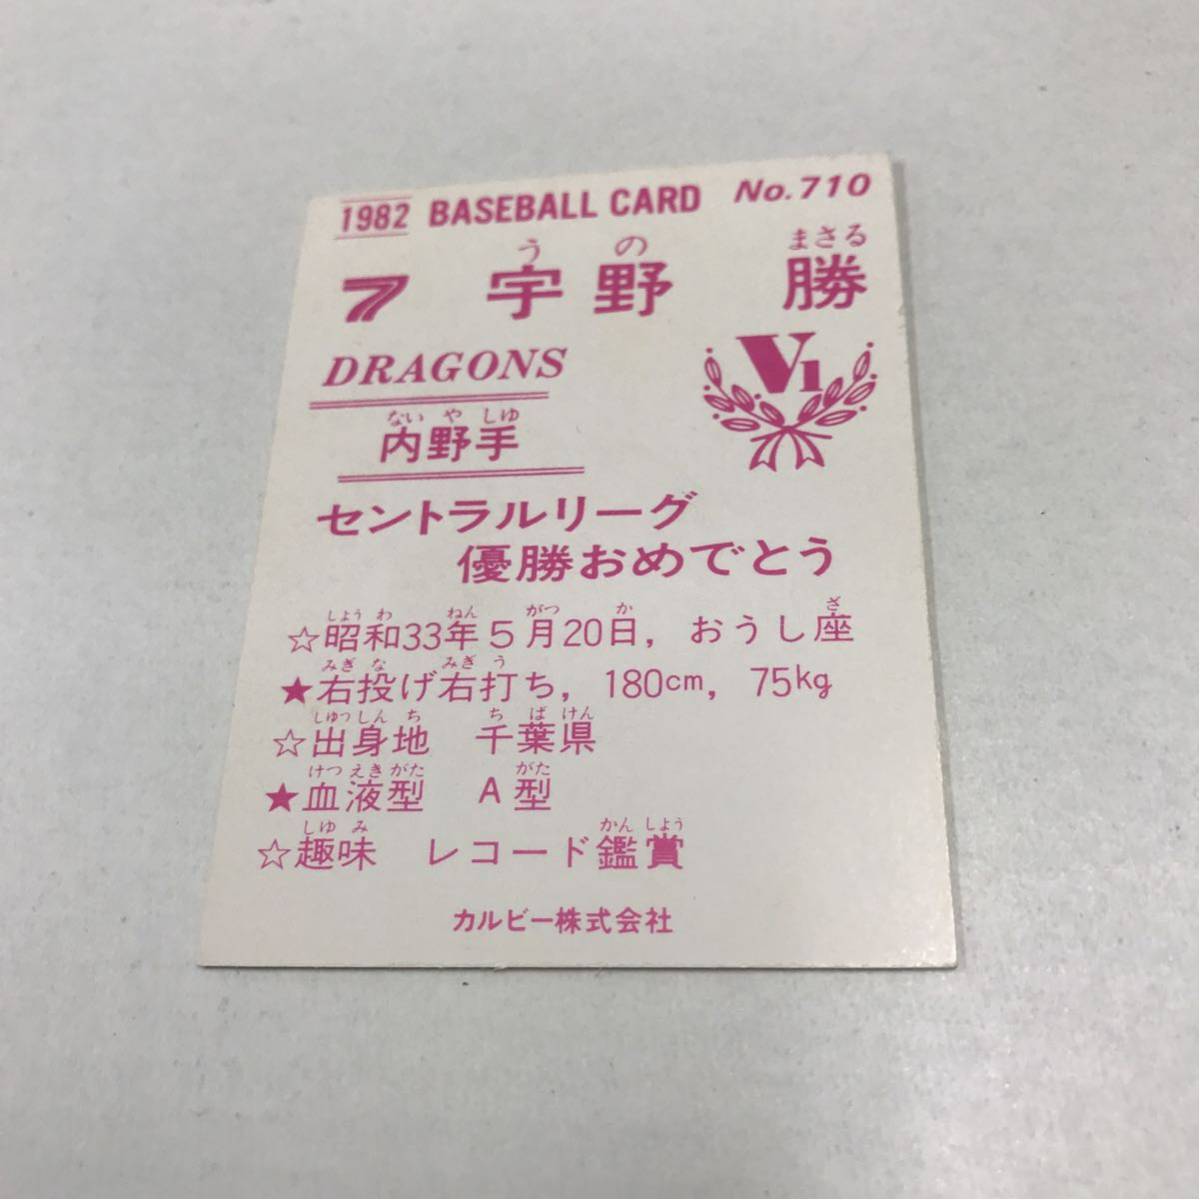 1982 BASEBALL CARD No.710
うの まさる
7 宇野 勝
DRAGONS
V1
ないやしゆ
内野手
セントラルリーグ
優勝おめでとう
しようわ ねん がつ か ざ
☆昭和33年5月20日，おうし座
みぎな みぎう
★右投げ右打ち，180cm，75kg
しゆつしんち ちばけん
☆出身地 千葉県
けつえきがた がた
★血液型 A型
しゆみ かんしよう
☆趣味 レコード鑑賞
カルビー株式会社